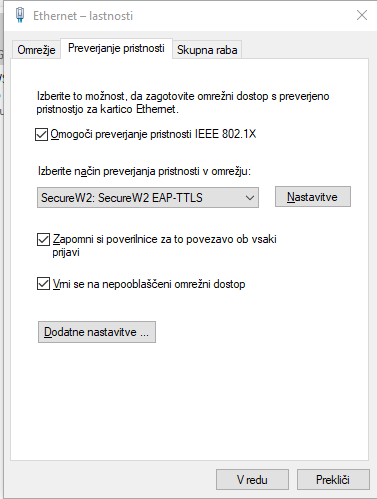 Ethernet – lastnosti
Omrežje
Preverjanje pristnosti
Skupna raba
Izberite to možnost, da zagotovite omrežni dostop s preverjeno
pristnostjo za kartico Ethernet.
Omogoči preverjanje pristnosti IEEE 802.1X
Izberite način preverjanja pristnosti v omrežju:
SecureW2: SecureW2 EAP-TTLS
Nastavitve
Zapomni si poverilnice za to povezavo ob vsaki
prijavi
Vrni se na nepooblaščeni omrežni dostop
Dodatne nastavitve ...
V redu
Prekliči